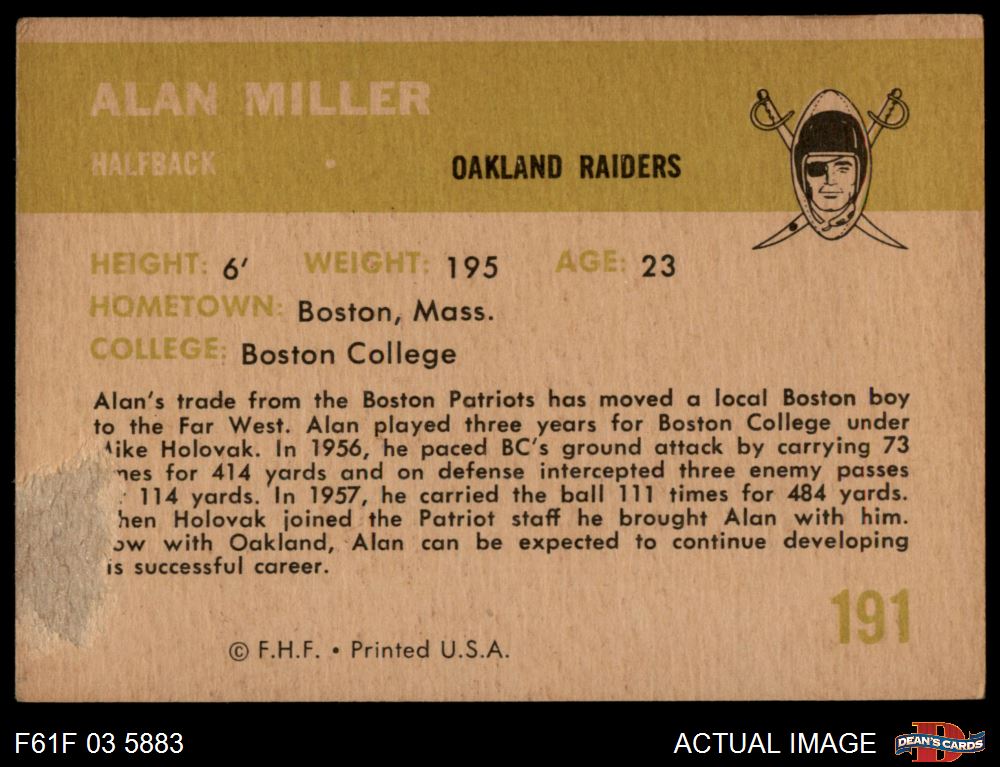 ALAN MILLER
HALFBACK • OAKLAND RAIDERS
HEIGHT: 6' WEIGHT: 195 AGE: 23
HOMETOWN: Boston, Mass.
COLLEGE: Boston College
Alan's trade from the Boston Patriots has moved a local Boston boy
to the Far West. Alan played three years for Boston College under
Mike Holovak. In 1956, he paced BC's ground attack by carrying 73
mes for 414 yards and on defense intercepted three enemy passes
114 yards. In 1957, he carried the ball 111 times for 484 yards.
hen Holovak joined the Patriot staff he brought Alan with him.
ow with Oakland, Alan can be expected to continue developing
is successful career.
191
© F.H.F. • Printed U.S.A.
F61F 03 5883
ACTUAL IMAGE
DEAN'S CARDS